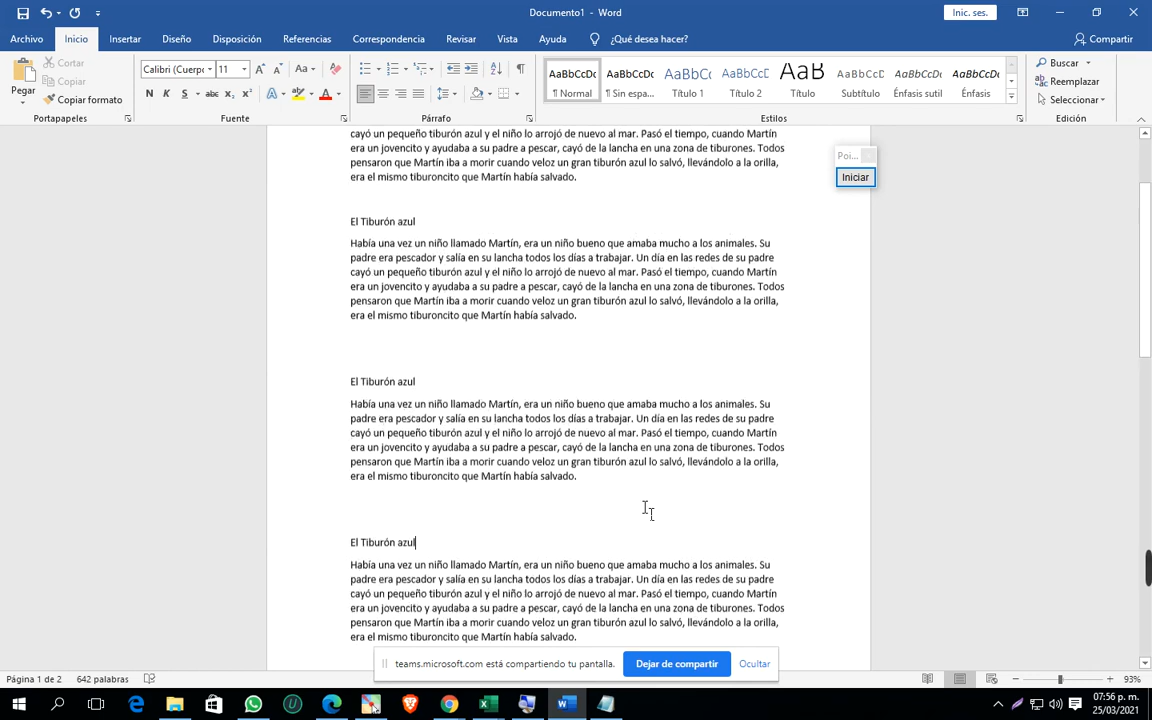 Documento1 - Word
Inic. ses.
Archivo Inicio Insertar Diseño Disposición Referencias Correspondencia Revisar Vista Ayuda ¿Qué desea hacer? Compartir
Pegar
Cortar
Copiar
Copiar formato
Portapapeles
Calibri (Cuerpo 11
Aa
N K S abc x₂ x²
Fuente
Párrafo
AaBbCcDc AaBbCcDc AaBbCc AaBbCcD AaB AaBbCcD AaBbCcDc AaBbCcDc
¶ Normal ¶ Sin espa... Título 1 Título 2 Título Subtítulo Énfasis sutil Énfasis
Estilos
Buscar
Reemplazar
Seleccionar
Edición
Poi...
Iniciar
cayó un pequeño tiburón azul y el niño lo arrojó de nuevo al mar. Pasó el tiempo, cuando Martín
era un jovencito y ayudaba a su padre a pescar, cayó de la lancha en una zona de tiburones. Todos
pensaron que Martín iba a morir cuando veloz un gran tiburón azul lo salvó, llevándolo a la orilla,
era el mismo tiburoncito que Martín había salvado.
El Tiburón azul
Había una vez un niño llamado Martín, era un niño bueno que amaba mucho a los animales. Su
padre era pescador y salía en su lancha todos los días a trabajar. Un día en las redes de su padre
cayó un pequeño tiburón azul y el niño lo arrojó de nuevo al mar. Pasó el tiempo, cuando Martín
era un jovencito y ayudaba a su padre a pescar, cayó de la lancha en una zona de tiburones. Todos
pensaron que Martín iba a morir cuando veloz un gran tiburón azul lo salvó, llevándolo a la orilla,
era el mismo tiburoncito que Martín había salvado.
El Tiburón azul
Había una vez un niño llamado Martín, era un niño bueno que amaba mucho a los animales. Su
padre era pescador y salía en su lancha todos los días a trabajar. Un día en las redes de su padre
cayó un pequeño tiburón azul y el niño lo arrojó de nuevo al mar. Pasó el tiempo, cuando Martín
era un jovencito y ayudaba a su padre a pescar, cayó de la lancha en una zona de tiburones. Todos
pensaron que Martín iba a morir cuando veloz un gran tiburón azul lo salvó, llevándolo a la orilla,
era el mismo tiburoncito que Martín había salvado.
El Tiburón azul
Había una vez un niño llamado Martín, era un niño bueno que amaba mucho a los animales. Su
padre era pescador y salía en su lancha todos los días a trabajar. Un día en las redes de su padre
cayó un pequeño tiburón azul y el niño lo arrojó de nuevo al mar. Pasó el tiempo, cuando Martín
era un jovencito y ayudaba a su padre a pescar, cayó de la lancha en una zona de tiburones. Todos
pensaron que Martín iba a morir cuando veloz un gran tiburón azul lo salvó, llevándolo a la orilla,
era el mismo tiburoncito que Martín había salvado.
teams.microsoft.com está compartiendo tu pantalla. Dejar de compartir Ocultar
Página 1 de 2 642 palabras 93%
07:56 p. m.
25/03/2021